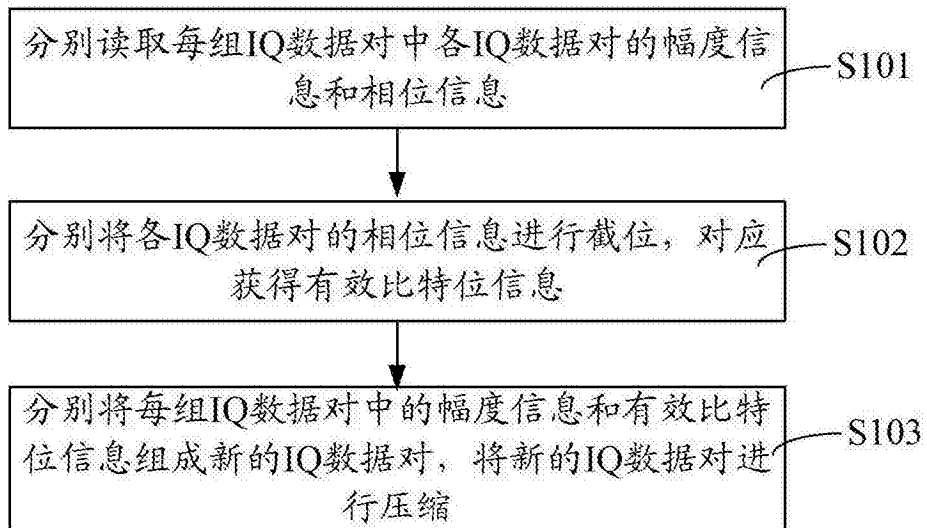 分别读取每组IQ数据对中各IQ数据对的幅度信
息和相位信息
S101
分别将各IQ数据对的相位信息进行截位，对应
获得有效比特位信息
S102
分别将每组IQ数据对中的幅度信息和有效比特
位信息组成新的IQ数据对，将新的IQ数据对进
行压缩
S103